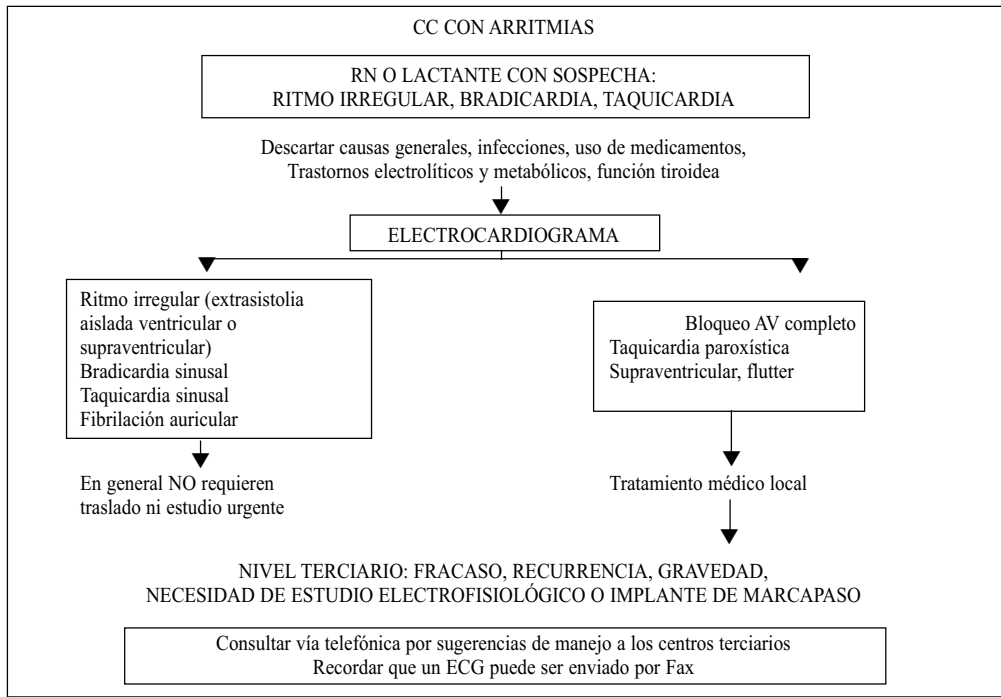 CC CON ARRITMIAS
RN O LACTANTE CON SOSPECHA:
RITMO IRREGULAR, BRADICARDIA, TAQUICARDIA
Descartar causas generales, infecciones, uso de medicamentos,
Trastornos electrolíticos y metabólicos, función tiroidea
ELECTROCARDIOGRAMA
Ritmo irregular (extrasistolia
aislada ventricular o
supraventricular)
Bradicardia sinusal
Taquicardia sinusal
Fibrilación auricular
En general NO requieren
traslado ni estudio urgente
Bloqueo AV completo
Taquicardia paroxística
Supraventricular, flutter
Tratamiento médico local
NIVEL TERCIARIO: FRACASO, RECURRENCIA, GRAVEDAD,
NECESIDAD DE ESTUDIO ELECTROFISIOLÓGICO O IMPLANTE DE MARCAPASO
Consultar vía telefónica por sugerencias de manejo a los centros terciarios
Recordar que un ECG puede ser enviado por Fax